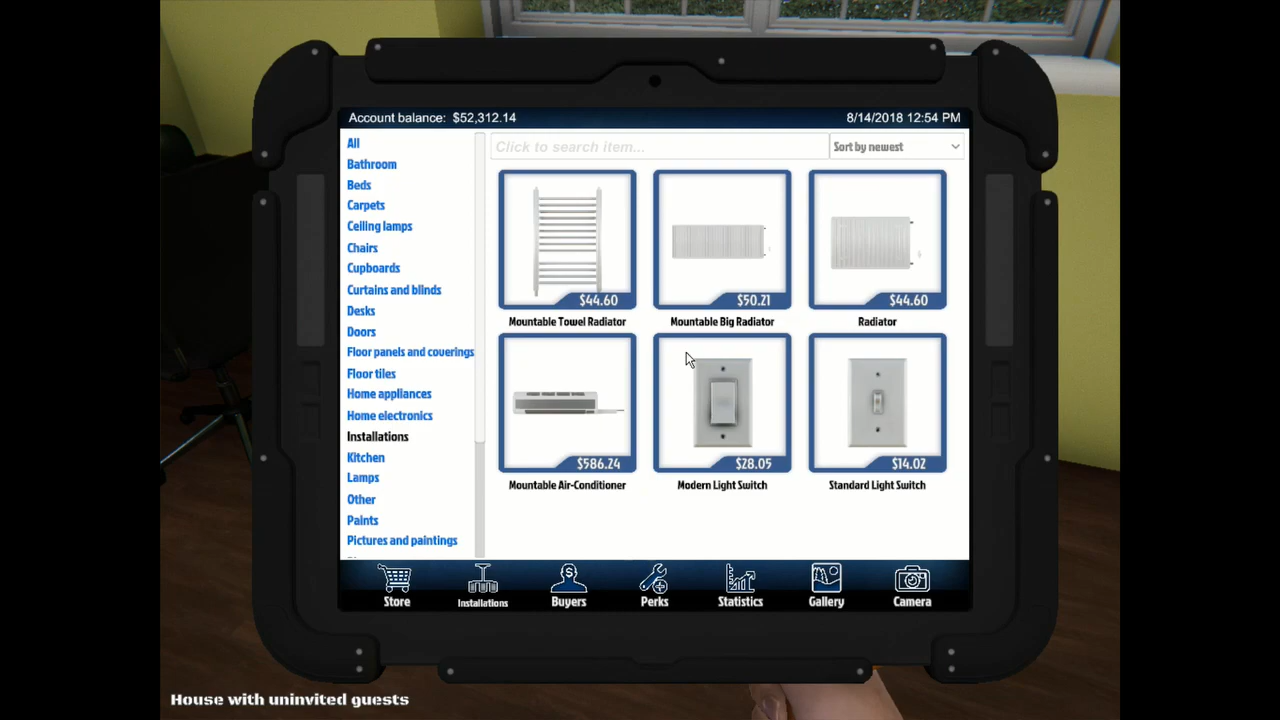 Account balance: $52,312.14
8/14/2018 12:54 PM
All
Bathroom
Beds
Carpets
Ceiling lamps
Chairs
Cupboards
Curtains and blinds
Desks
Doors
Floor panels and coverings
Floor tiles
Home appliances
Home electronics
Installations
Kitchen
Lamps
Other
Paints
Pictures and paintings
Click to search item...
Sort by newest
$44.60
Mountable Towel Radiator
$50.21
Mountable Big Radiator
$44.60
Radiator
$586.24
Mountable Air-Conditioner
$28.05
Modern Light Switch
$14.02
Standard Light Switch
Store
Installations
Buyers
Perks
Statistics
Gallery
Camera
House with uninvited guests